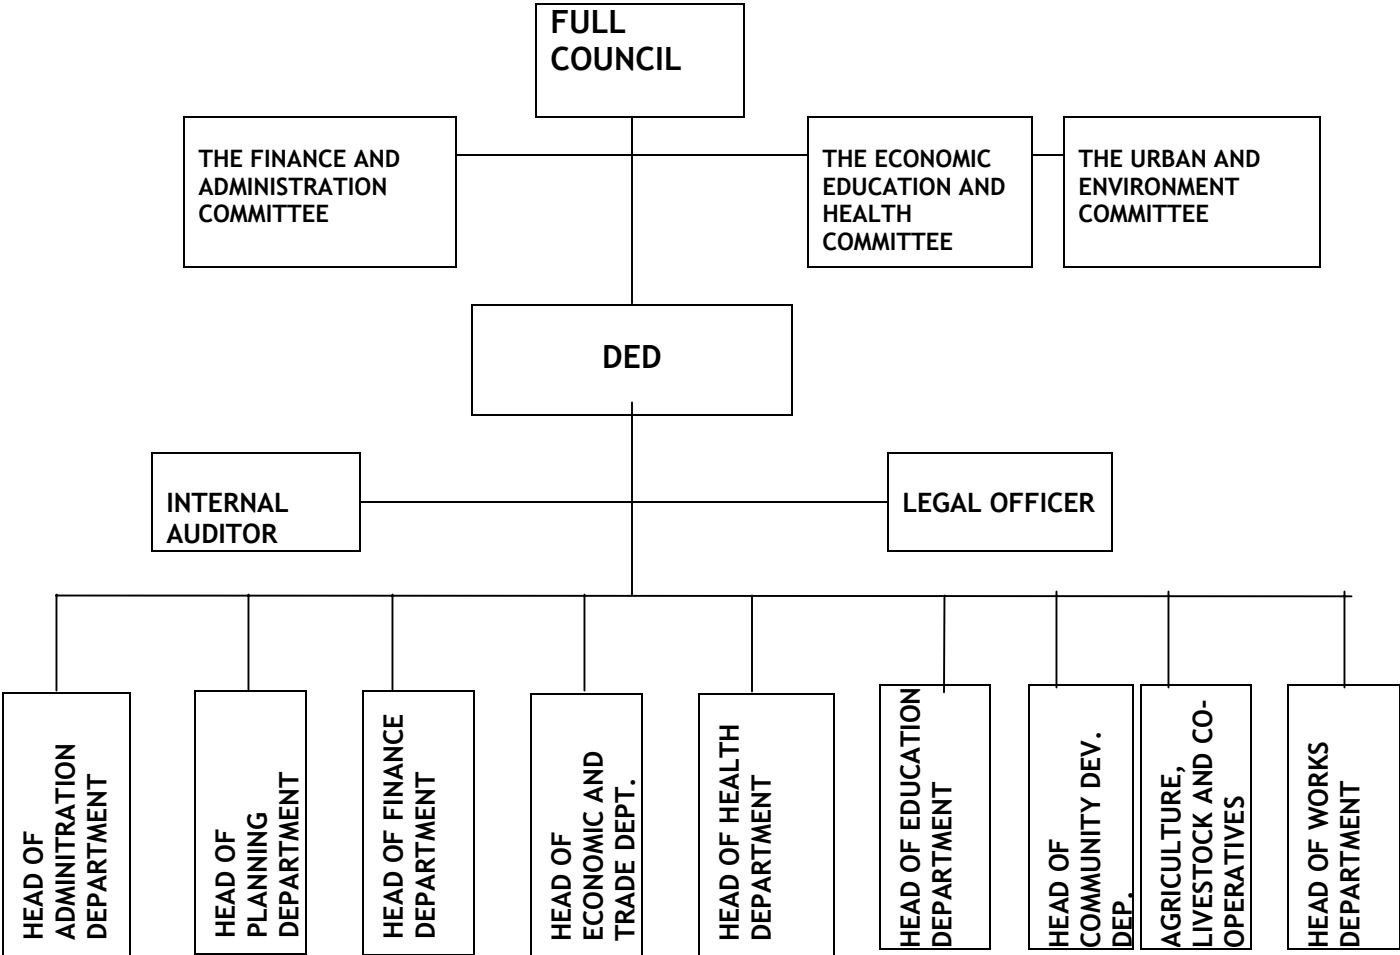 FULL
COUNCIL
THE FINANCE AND
ADMINISTRATION
COMMITTEE
THE ECONOMIC
EDUCATION AND
HEALTH
COMMITTEE
THE URBAN AND
ENVIRONMENT
COMMITTEE
DED
INTERNAL
AUDITOR
LEGAL OFFICER
HEAD OF
ADMINITRATION
DEPARTMENT
HEAD OF
PLANNING
DEPARTMENT
HEAD OF FINANCE
DEPARTMENT
HEAD OF
ECONOMIC AND
TRADE DEPT.
HEAD OF HEALTH
DEPARTMENT
HEAD OF EDUCATION
DEPARTMENT
HEAD OF
COMMUNITY DEV.
DEP.
AGRICULTURE,
LIVESTOCK AND CO-
OPERATIVES
HEAD OF WORKS
DEPARTMENT